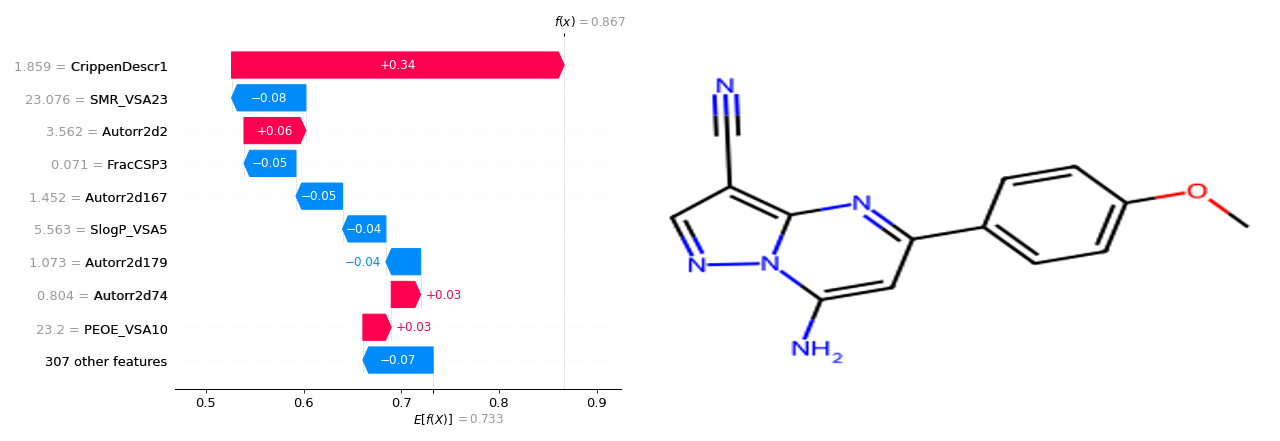 f(x) = 0.867
1.859 = CrippenDescr1
+0.34
23.076 = SMR_VSA23
−0.08
3.562 = Autorr2d2
+0.06
0.071 = FracCSP3
−0.05
1.452 = Autorr2d167
−0.05
5.563 = SlogP_VSA5
−0.04
1.073 = Autorr2d179
−0.04
0.804 = Autorr2d74
+0.03
23.2 = PEOE_VSA10
+0.03
307 other features
−0.07
0.5 0.6 0.7 0.8 0.9
E[f(X)] = 0.733
N
N
O
N
N
NH2